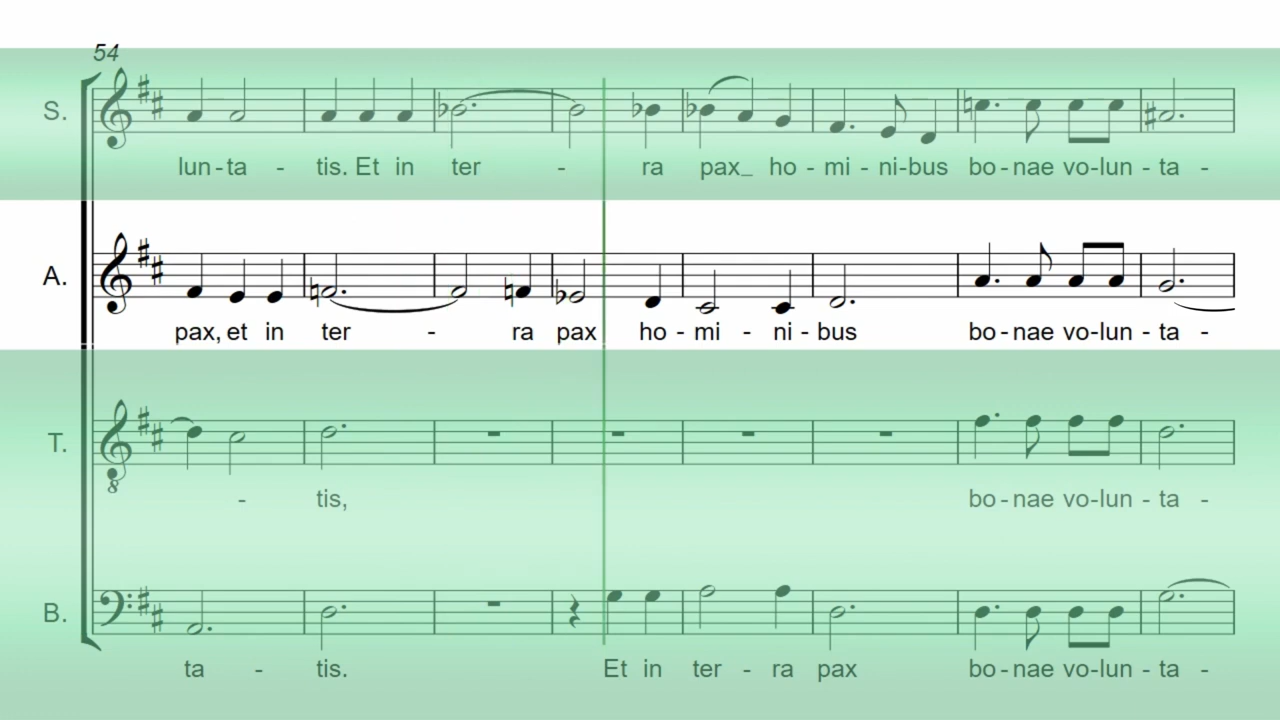 54
S.
lun - ta - tis. Et in ter - ra pax_ ho - mi - ni - bus bo - nae vo - lun - ta -
A.
pax, et in ter - ra pax ho - mi - ni - bus bo - nae vo - lun - ta -
T.
8
- tis, bo - nae vo - lun - ta -
B.
ta - tis. Et in ter - ra pax bo - nae vo - lun - ta -